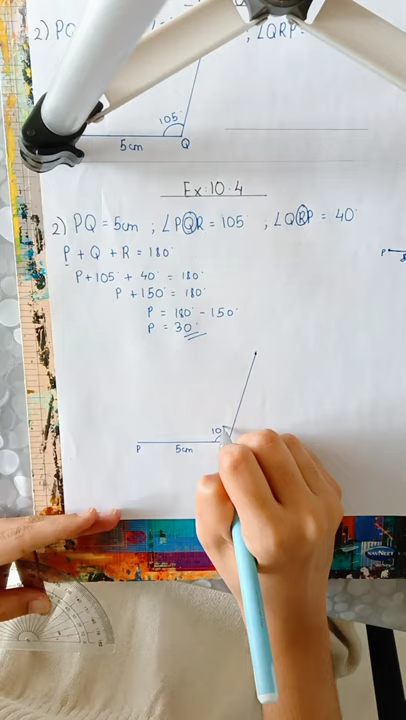 2) PQ ; ∠QRP=
105°
5cm Q
Ex:10.4
2) PQ = 5cm ; ∠PQR = 105° ; ∠QRP = 40°
P + Q + R = 180°
P+105° + 40° = 180°
P + 150° = 180°
P = 180° - 150°
P = 30°
P
10
P 5cm
NAVNEET